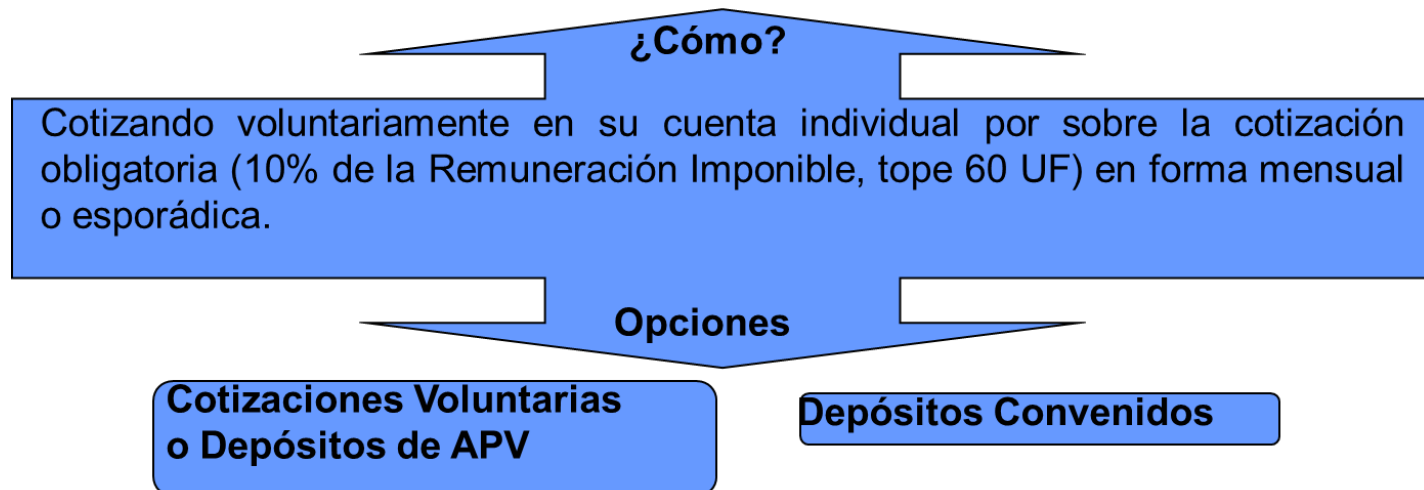 ¿Cómo?
Cotizando voluntariamente en su cuenta individual por sobre la cotización
obligatoria (10% de la Remuneración Imponible, tope 60 UF) en forma mensual
o esporádica.
Opciones
Cotizaciones Voluntarias
o Depósitos de APV
Depósitos Convenidos